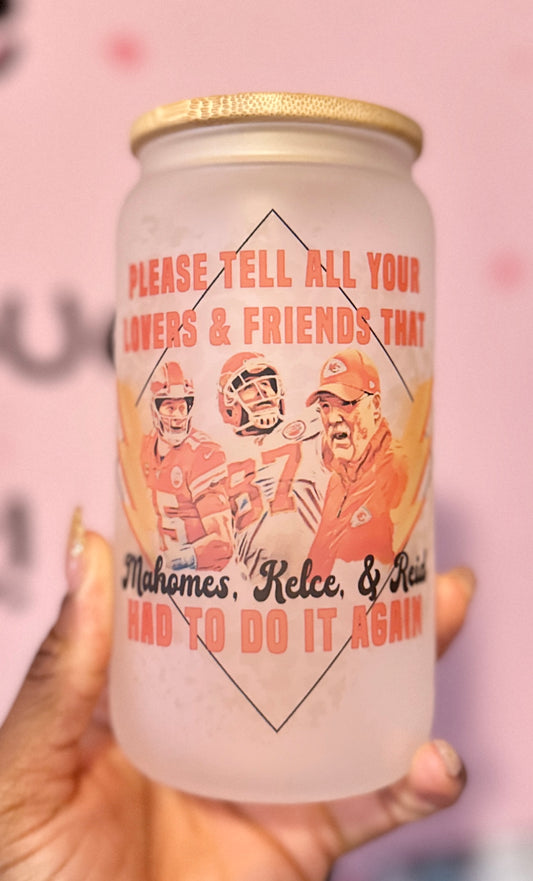 PLEASE TELL ALL YOUR
LOVERS & FRIENDS THAT
87
Mahomes, Kelce, & Reid
HAD TO DO IT AGAIN